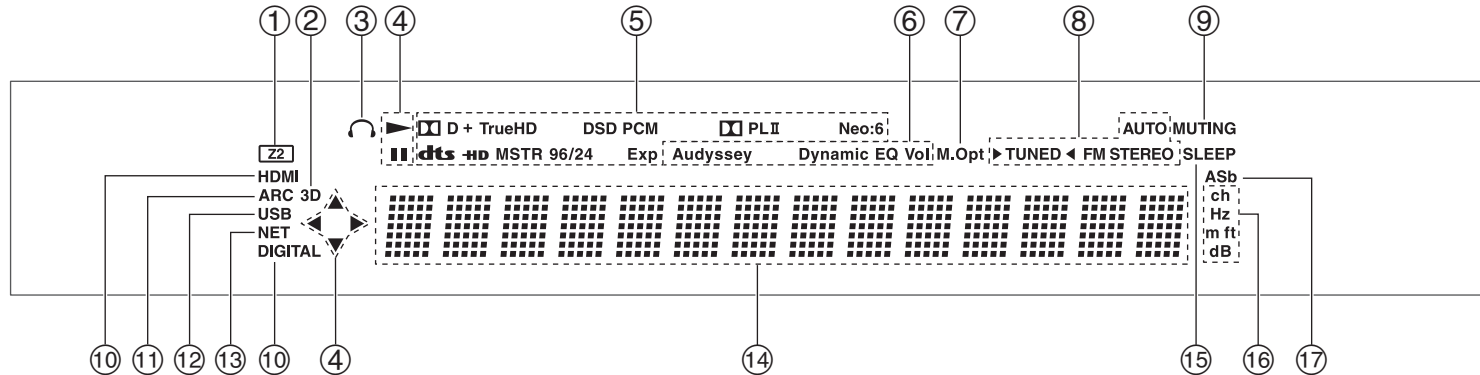 ① ② ③ ④ ⑤ ⑥ ⑦ ⑧ ⑨
D + TrueHD DSD PCM PL II Neo:6 AUTO MUTING
Z2 dts -HD MSTR 96/24 Exp Audyssey Dynamic EQ Vol M.Opt ►TUNED◄ FM STEREO SLEEP
HDMI ASb
ARC 3D ch
USB Hz
NET m ft
DIGITAL dB
⑩ ⑪ ⑫ ⑬ ⑩ ④ ⑭ ⑮ ⑯ ⑰